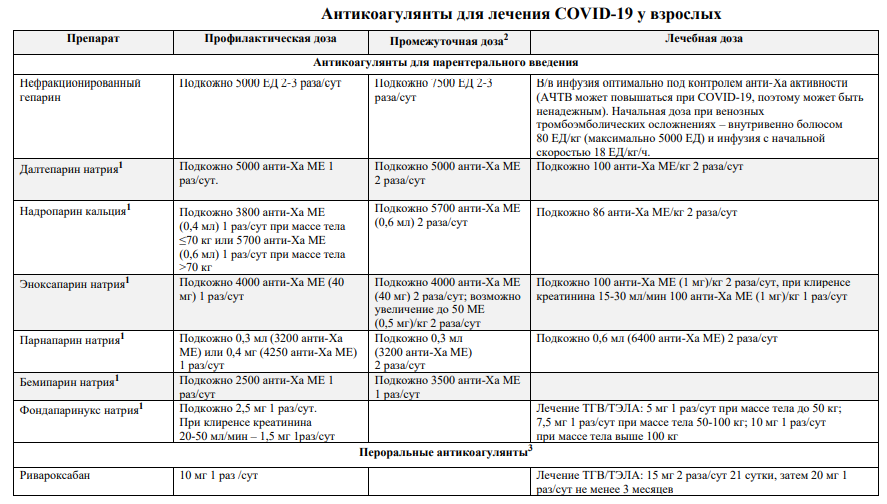 Антикоагулянты для лечения COVID-19 у взрослых
Препарат
Профилактическая доза
Промежуточная доза2
Лечебная доза
Антикоагулянты для парентерального введения
Нефракционированный
гепарин
Подкожно 5000 ЕД 2-3 раза/сут
Подкожно 7500 ЕД 2-3
раза/сут
В/в инфузия оптимально под контролем анти-Ха активности
(АЧТВ может повышаться при COVID-19, поэтому может быть
ненадежным). Начальная доза при венозных
тромбоэмболических осложнениях – внутривенно болюсом
80 ЕД/кг (максимально 5000 ЕД) и инфузия с начальной
скоростью 18 ЕД/кг/ч.
Далтепарин натрия1
Подкожно 5000 анти-Ха МЕ 1
раз/сут.
Подкожно 5000 анти-Ха МЕ
2 раза/сут
Подкожно 100 анти-Ха МЕ/кг 2 раза/сут
Надропарин кальция1
Подкожно 3800 анти-Ха МЕ
(0,4 мл) 1 раз/сут при массе тела
≤70 кг или 5700 анти-Ха МЕ
(0,6 мл) 1 раз/сут при массе тела
>70 кг
Подкожно 5700 анти-Ха МЕ
(0,6 мл) 2 раза/сут
Подкожно 86 анти-Ха МЕ/кг 2 раза/сут
Эноксапарин натрия1
Подкожно 4000 анти-Ха МЕ (40
мг) 1 раз/сут
Подкожно 4000 анти-Ха МЕ
(40 мг) 2 раза/сут; возможно
увеличение до 50 МЕ
(0,5 мг)/кг 2 раза/сут
Подкожно 100 анти-Ха МЕ (1 мг)/кг 2 раза/сут, при клиренсе
креатинина 15-30 мл/мин 100 анти-Ха МЕ (1 мг)/кг 1 раз/сут
Парнапарин натрия1
Подкожно 0,3 мл (3200 анти-Ха
МЕ) или 0,4 мг (4250 анти-Ха МЕ)
1 раз/сут
Подкожно 0,3 мл
(3200 анти-Ха МЕ)
2 раза/сут
Подкожно 0,6 мл (6400 анти-Ха МЕ) 2 раза/сут
Бемипарин натрия1
Подкожно 2500 анти-Ха МЕ 1
раз/сут
Подкожно 3500 анти-Ха МЕ
1 раз/сут
Фондапаринукс натрия1
Подкожно 2,5 мг 1 раз/сут.
При клиренсе креатинина
20-50 мл/мин – 1,5 мг 1раз/сут
Лечение ТГВ/ТЭЛА: 5 мг 1 раз/сут при массе тела до 50 кг;
7,5 мг 1 раз/сут при массе тела 50-100 кг; 10 мг 1 раз/сут
при массе тела выше 100 кг
Пероральные антикоагулянты3
Ривароксабан
10 мг 1 раз /сут
Лечение ТГВ/ТЭЛА: 15 мг 2 раза/сут 21 сутки, затем 20 мг 1
раз/сут не менее 3 месяцев